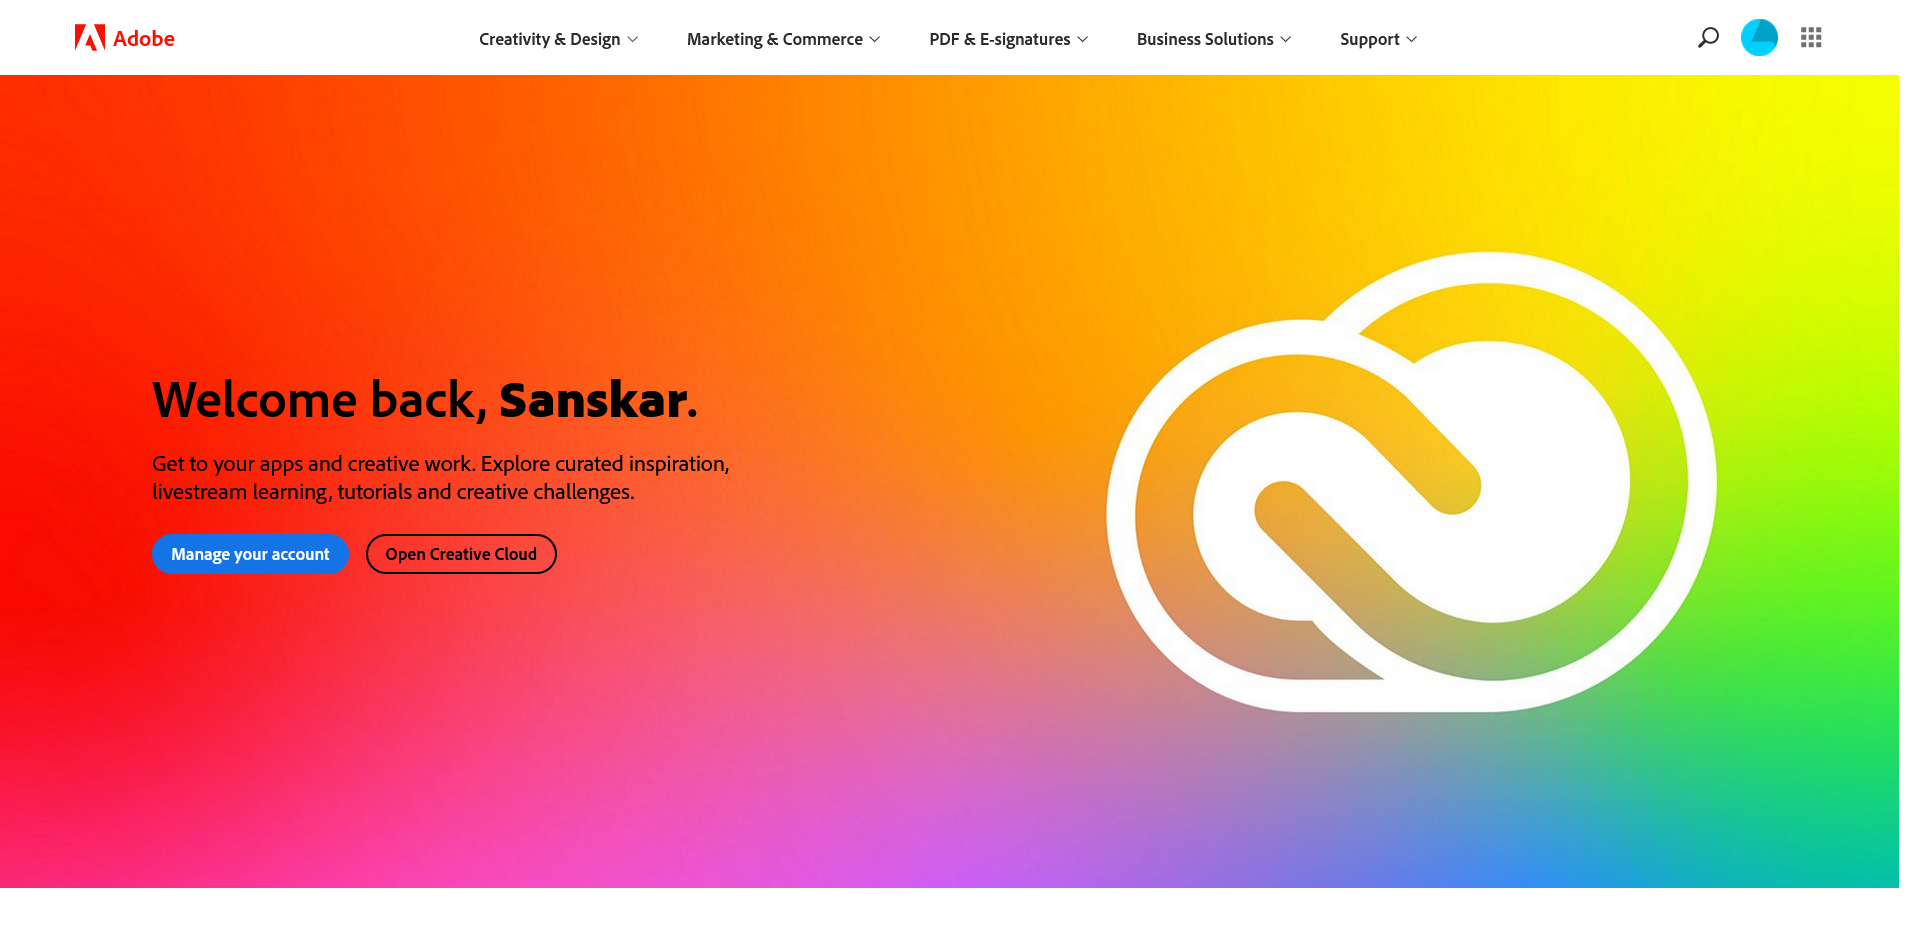 Adobe
Creativity & Design
Marketing & Commerce
PDF & E-signatures
Business Solutions
Support
Welcome back, Sanskar.
Get to your apps and creative work. Explore curated inspiration,
livestream learning, tutorials and creative challenges.
Manage your account
Open Creative Cloud